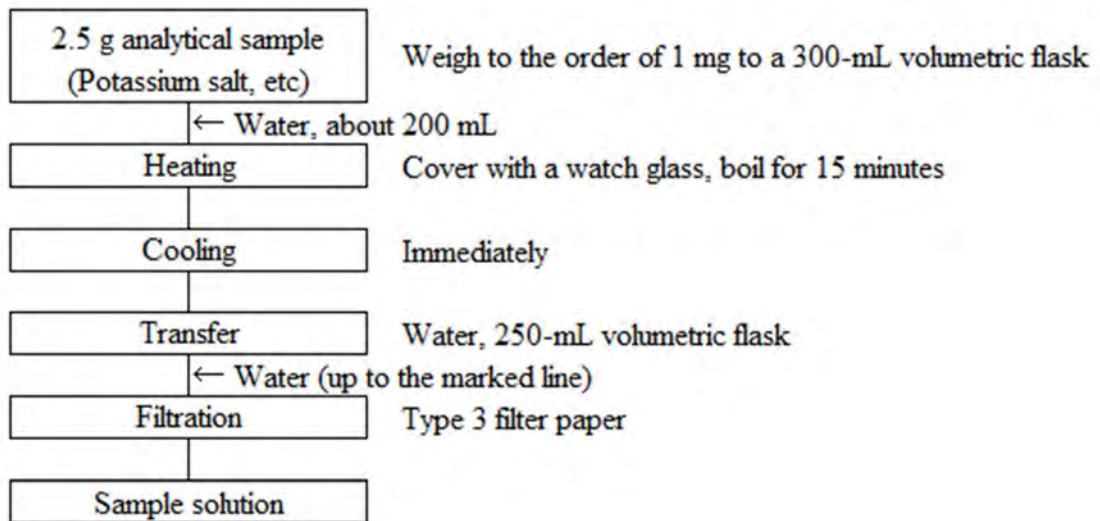 2.5 g analytical sample
(Potassium salt, etc)
Weigh to the order of 1 mg to a 300-mL volumetric flask
← Water, about 200 mL
Heating
Cover with a watch glass, boil for 15 minutes
Cooling
Immediately
Transfer
Water, 250-mL volumetric flask
← Water (up to the marked line)
Filtration
Type 3 filter paper
Sample solution